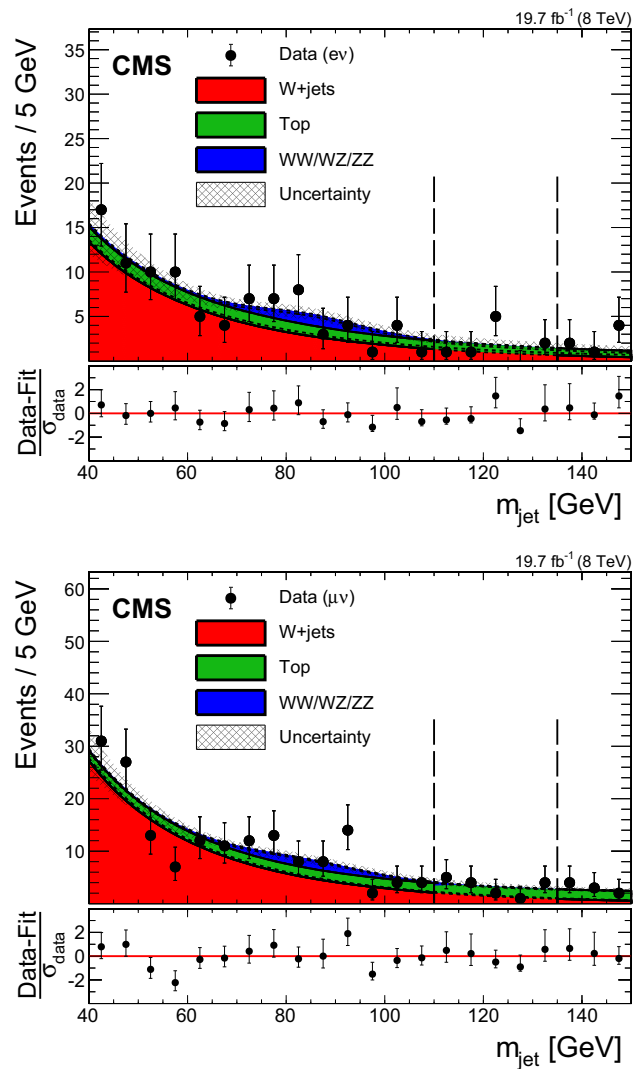 19.7 fb⁻¹ (8 TeV)
CMS
Data (eν)
W+jets
Top
WW/WZ/ZZ
Uncertainty
Events / 5 GeV
35
30
25
20
15
10
5
Data-Fit
σdata
2
0
-2
40 60 80 100 120 140
m_jet [GeV]
19.7 fb⁻¹ (8 TeV)
CMS
Data (μν)
W+jets
Top
WW/WZ/ZZ
Uncertainty
Events / 5 GeV
60
50
40
30
20
10
Data-Fit
σdata
2
0
-2
40 60 80 100 120 140
m_jet [GeV]